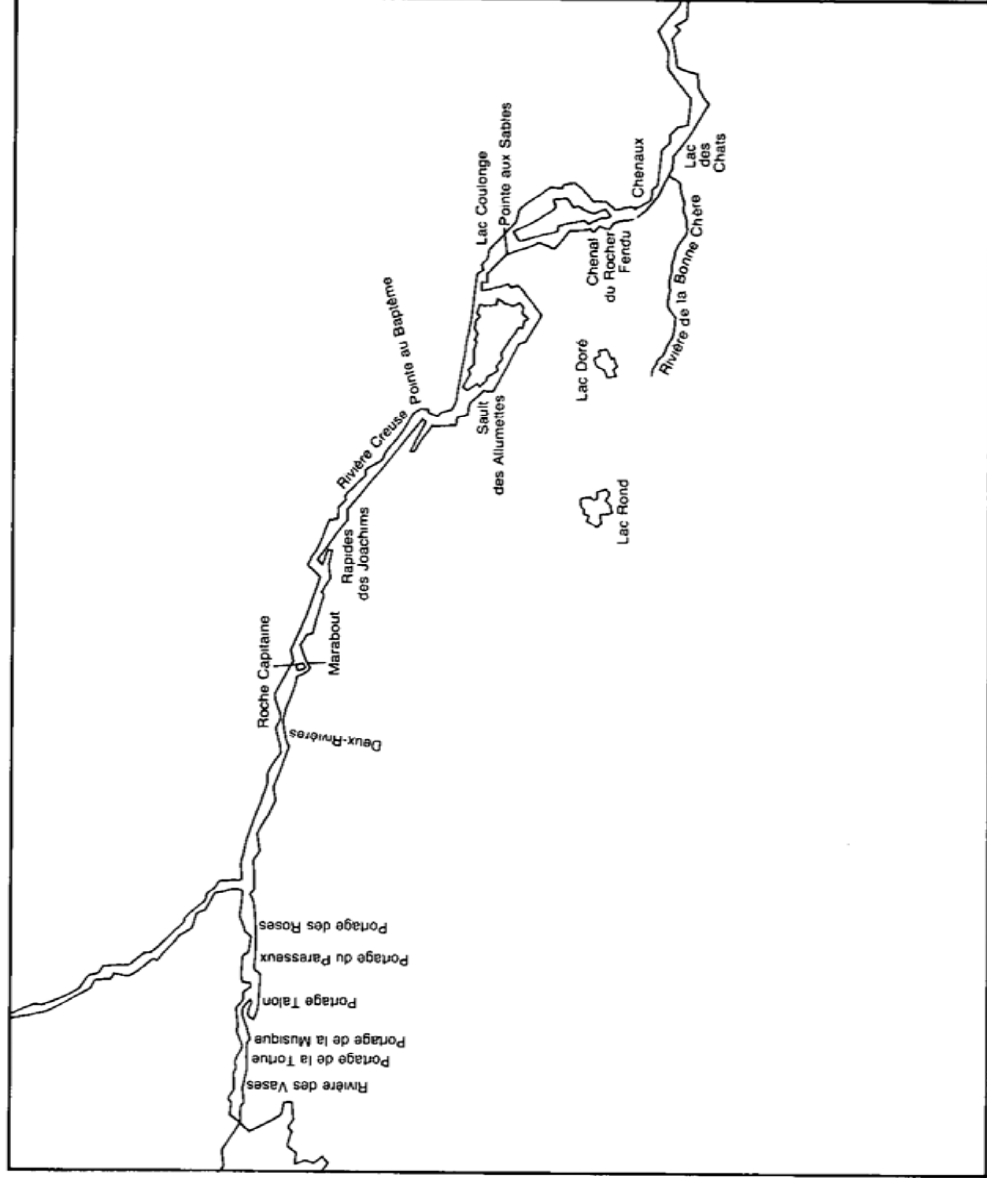 Lac Coulonge
Pointe aux Sables
Chenaux
Lac
des
Chats
Chenal
du Rocher
Fendu
Rivière de la Bonne Chère
Pointe au Baptème
Rivière Creuse
Lac Doré
Sault
des Allumettes
Lac Rond
Rapides
des Joachims
Roche Capitaine
Marabout
Deux-Rivières
Portage des Roses
Portage du Paresseux
Portage Talon
Portage de la Musique
Portage de la Tortue
Rivière des Vases